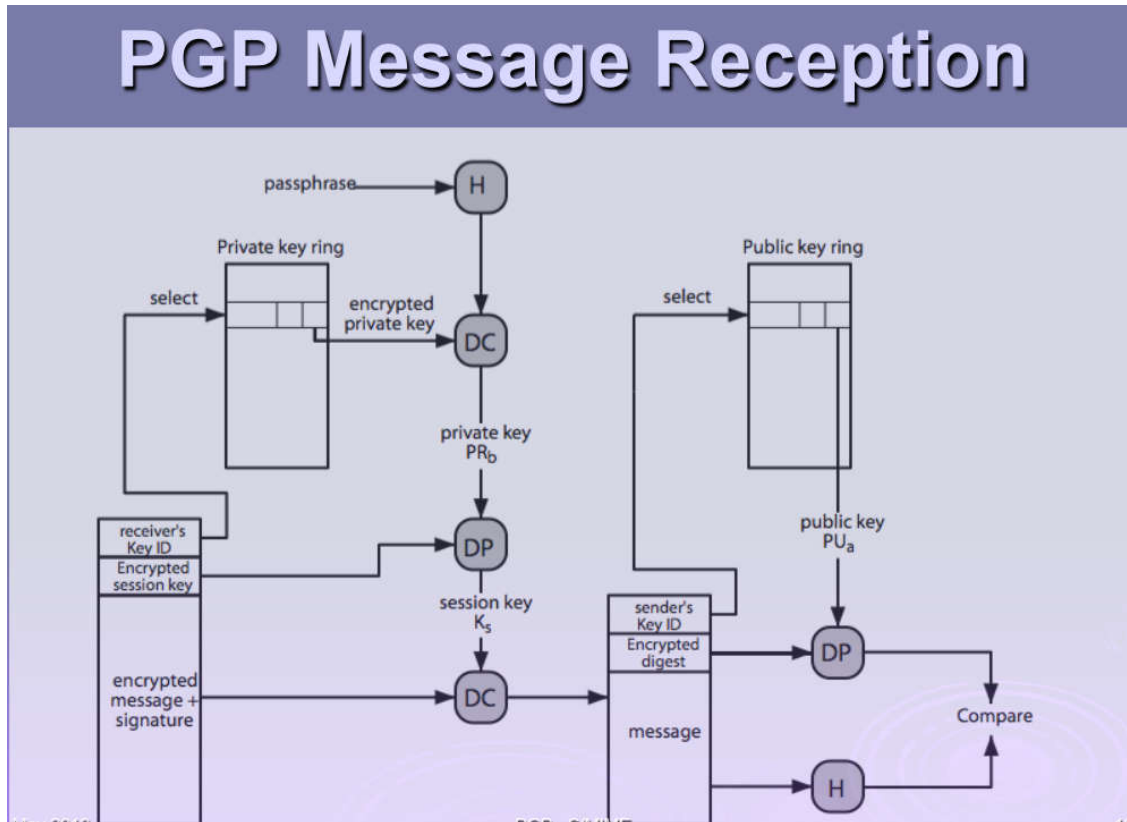 PGP Message Reception
passphrase
H
Private key ring
Public key ring
select
encrypted
private key
select
DC
private key
PRb
receiver's
Key ID
Encrypted
session key
DP
public key
PUa
session key
Ks
sender's
Key ID
Encrypted
digest
DP
encrypted
message +
signature
DC
message
Compare
H